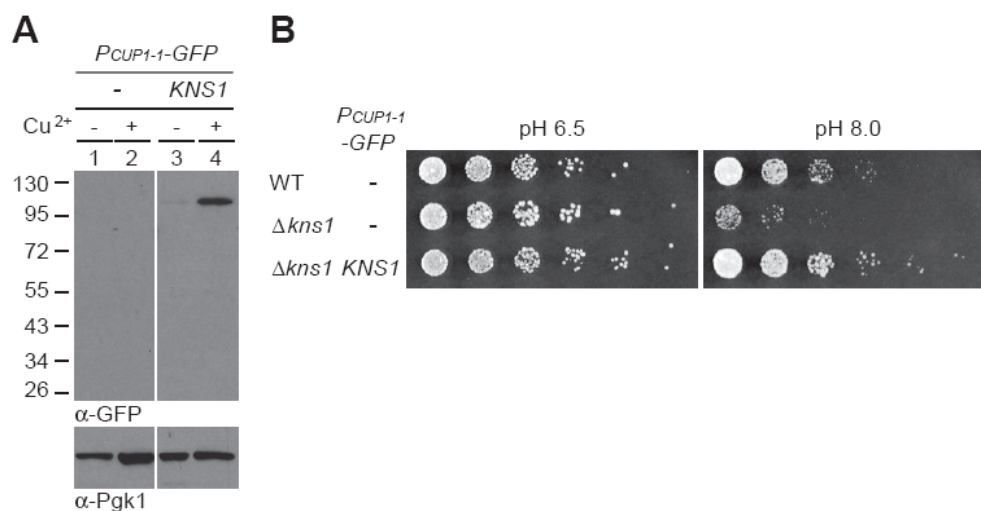 A
PCUP1-1-GFP
- KNS1
Cu2+ - + - +
1 2 3 4
130
95
72
55
43
34
26
α-GFP
α-Pgk1
B
PCUP1-1
-GFP
pH 6.5 pH 8.0
WT -
Δkns1 -
Δkns1 KNS1